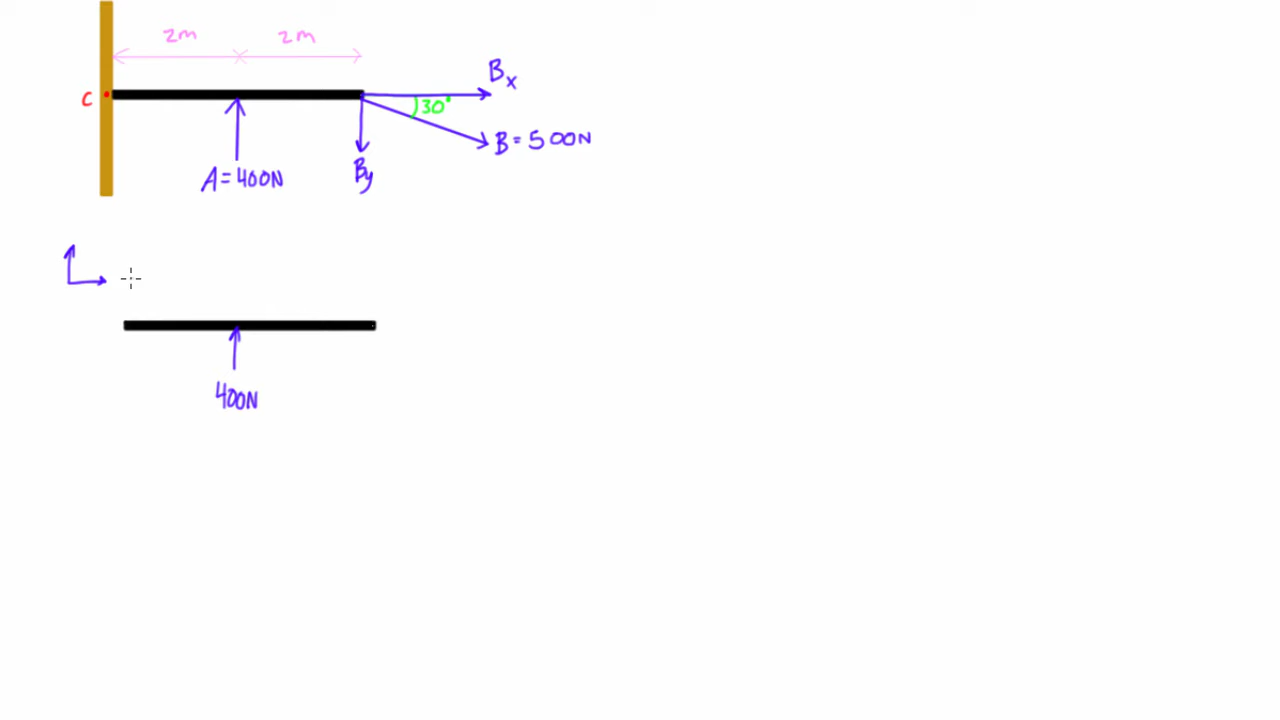 2m 2m
Bx
C
30°
B = 500N
A = 400N
By
400N